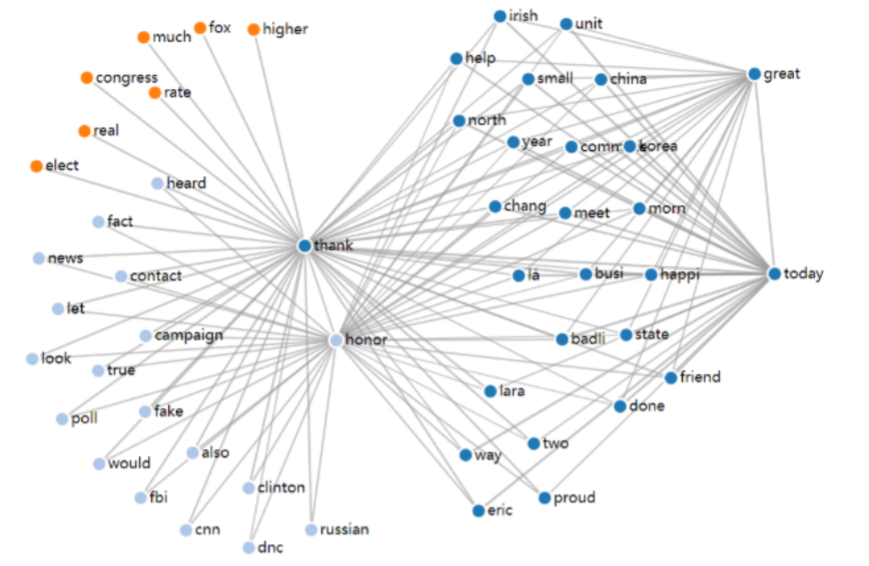 irish
unit
fox
higher
much
help
great
congress
small
china
rate
north
real
year
korea
elect
heard
chang
meet
morn
fact
thank
news
contact
lá
busi
happi
today
let
campaign
honor
badli
state
look
true
friend
lara
done
poll
fake
would
also
two
way
clinton
fbi
proud
eric
cnn
russian
dnc